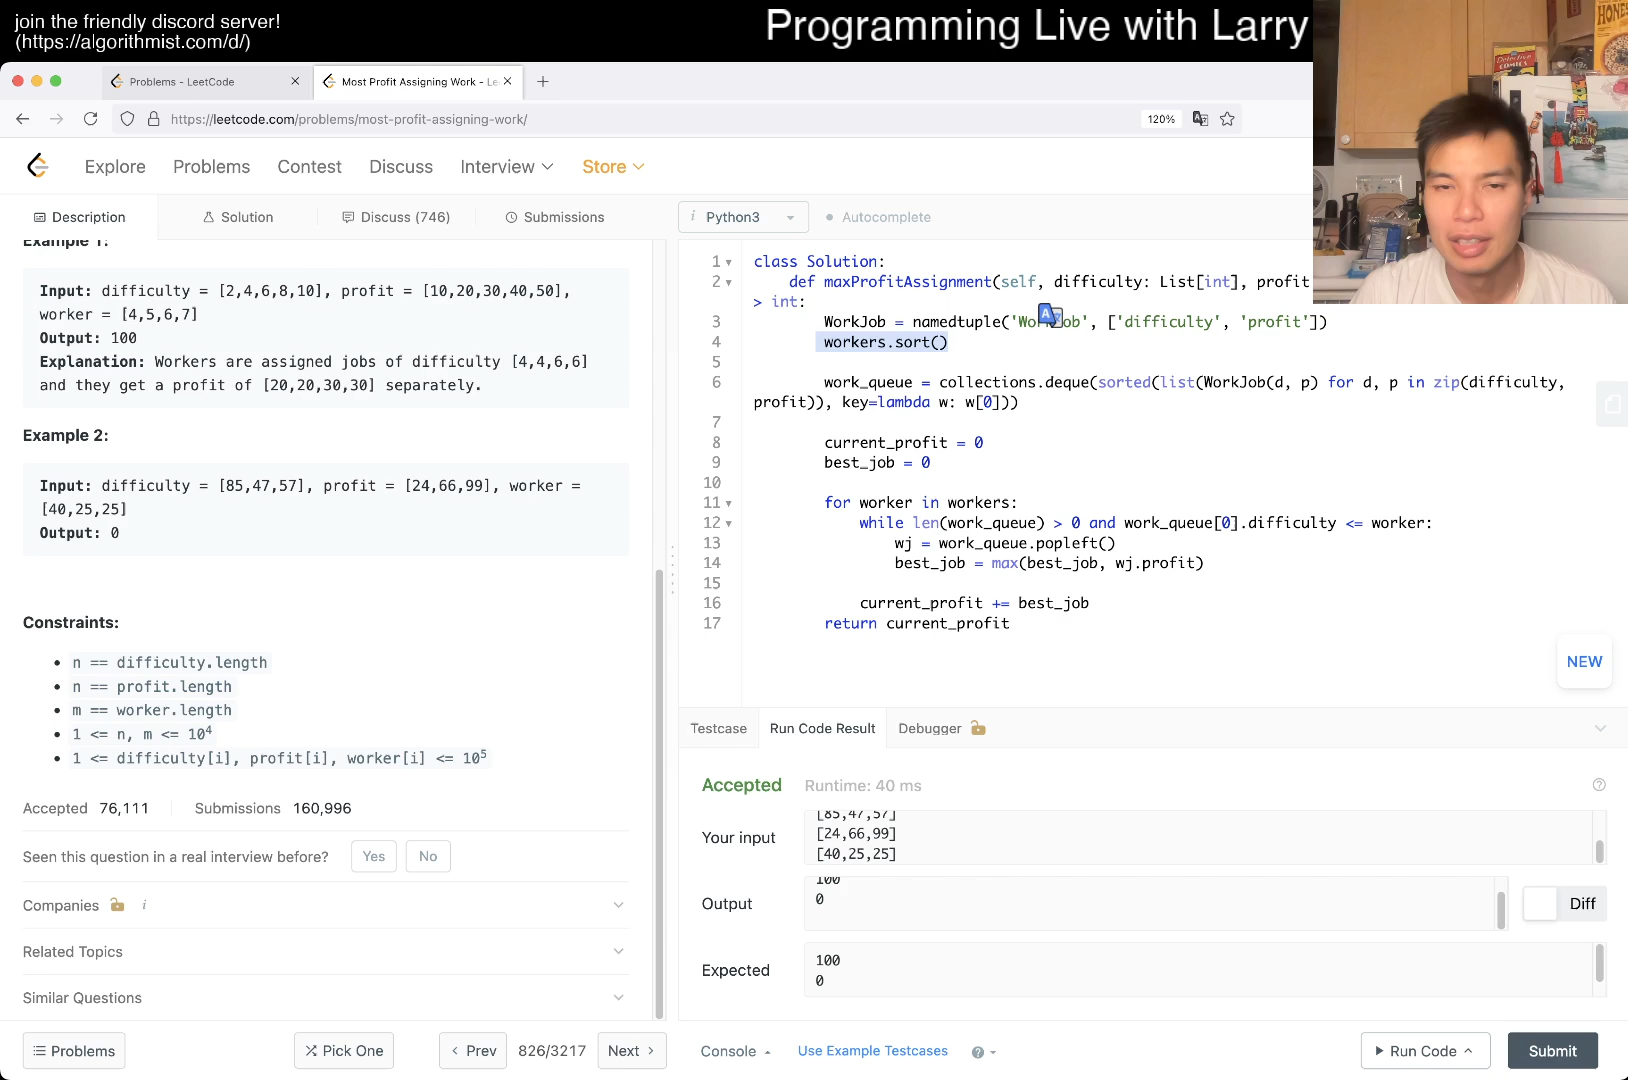 join the friendly discord server!
(https://algorithmist.com/d/)
Programming Live with Larry
Problems - LeetCode
Most Profit Assigning Work - Le
https://leetcode.com/problems/most-profit-assigning-work/
120%
Explore Problems Contest Discuss Interview Store
Description Solution Discuss (746) Submissions
Example 1:
Input: difficulty = [2,4,6,8,10], profit = [10,20,30,40,50],
worker = [4,5,6,7]
Output: 100
Explanation: Workers are assigned jobs of difficulty [4,4,6,6]
and they get a profit of [20,20,30,30] separately.
Example 2:
Input: difficulty = [85,47,57], profit = [24,66,99], worker =
[40,25,25]
Output: 0
Constraints:
• n == difficulty.length
• n == profit.length
• m == worker.length
• 1 <= n, m <= 10⁴
• 1 <= difficulty[i], profit[i], worker[i] <= 10⁵
Accepted 76,111 Submissions 160,996
Seen this question in a real interview before? Yes No
Companies i
Related Topics
Similar Questions
Problems Pick One Prev 826/3217 Next
i Python3 Autocomplete
1 class Solution:
2 def maxProfitAssignment(self, difficulty: List[int], profit
> int:
3 WorkJob = namedtuple('WorkJob', ['difficulty', 'profit'])
4 workers.sort()
5
6 work_queue = collections.deque(sorted(list(WorkJob(d, p) for d, p in zip(difficulty,
profit)), key=lambda w: w[0]))
7
8 current_profit = 0
9 best_job = 0
10
11 for worker in workers:
12 while len(work_queue) > 0 and work_queue[0].difficulty <= worker:
13 wj = work_queue.popleft()
14 best_job = max(best_job, wj.profit)
15
16 current_profit += best_job
17 return current_profit
NEW
Testcase Run Code Result Debugger
Accepted Runtime: 40 ms
Your input
[85,47,57]
[24,66,99]
[40,25,25]
Output
100
0
Diff
Expected
100
0
Console Use Example Testcases Run Code Submit